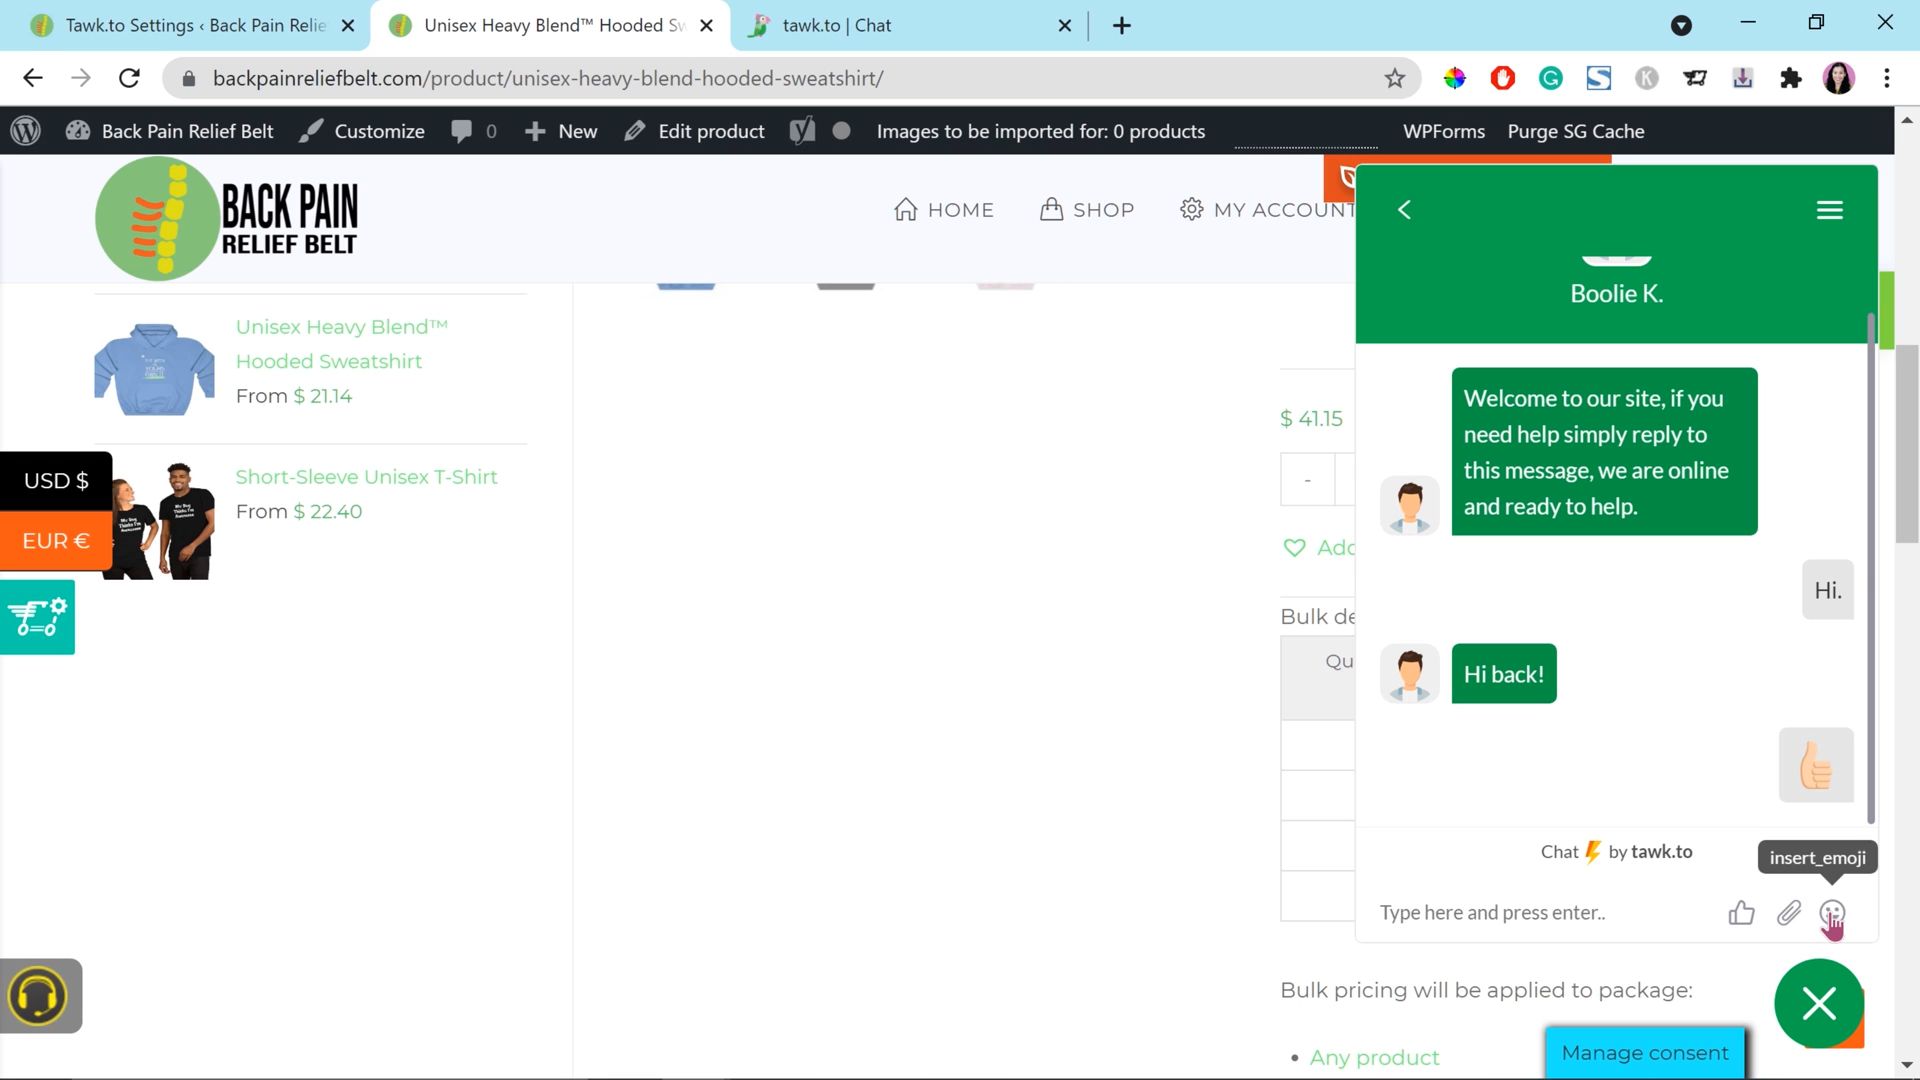 Tawk.to Settings ‹ Back Pain Relie
Unisex Heavy Blend™ Hooded Sw
tawk.to | Chat
backpainreliefbelt.com/product/unisex-heavy-blend-hooded-sweatshirt/
Back Pain Relief Belt
Customize
0
New
Edit product
Images to be imported for: 0 products
WPForms
Purge SG Cache
BACK PAIN
RELIEF BELT
HOME
SHOP
MY ACCOUNT
Unisex Heavy Blend™
Hooded Sweatshirt
From $ 21.14
Short-Sleeve Unisex T-Shirt
From $ 22.40
USD $
EUR €
$ 41.15
-
Add
Bulk de
Qu
Bulk pricing will be applied to package:
• Any product
Manage consent
Boolie K.
Welcome to our site, if you
need help simply reply to
this message, we are online
and ready to help.
Hi.
Hi back!
Chat ⚡ by tawk.to
insert_emoji
Type here and press enter..